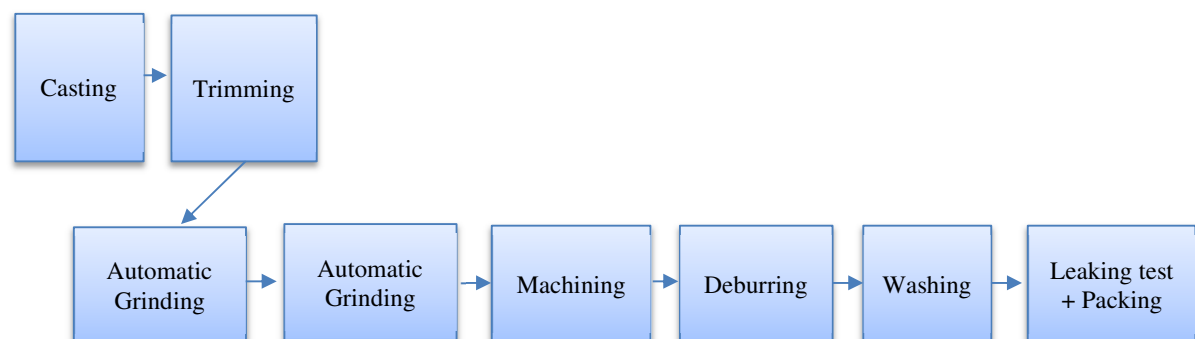 Casting
Trimming
Automatic
Grinding
Automatic
Grinding
Machining
Deburring
Washing
Leaking test
+ Packing